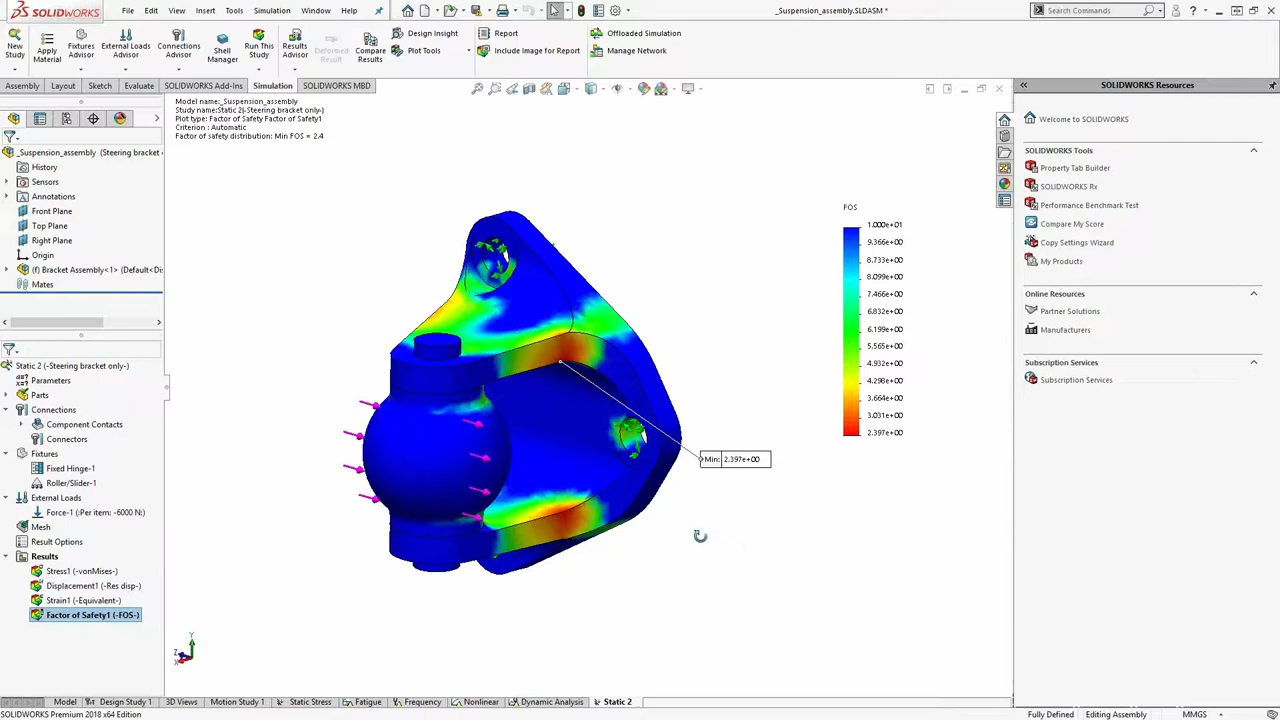 SOLIDWORKS
File Edit View Insert Tools Simulation Window Help
_Suspension_assembly.SLDASM *
Search Commands
New Study
Apply Material
Fixtures Advisor
External Loads Advisor
Connections Advisor
Shell Manager
Run This Study
Results Advisor
Deformed Result
Compare Results
Design Insight
Plot Tools
Report
Include Image for Report
Offloaded Simulation
Manage Network
Assembly Layout Sketch Evaluate SOLIDWORKS Add-Ins Simulation SOLIDWORKS MBD
Model name:_Suspension_assembly
Study name:Static 2(-Steering bracket only-)
Plot type: Factor of Safety Factor of Safety1
Criterion : Automatic
Factor of safety distribution: Min FOS = 2.4
_Suspension_assembly (Steering bracket
History
Sensors
Annotations
Front Plane
Top Plane
Right Plane
Origin
(f) Bracket Assembly<1> (Default<Di
Mates
Static 2 (-Steering bracket only-)
Parameters
Parts
Connections
Component Contacts
Connectors
Fixtures
Fixed Hinge-1
Roller/Slider-1
External Loads
Force-1 (:Per item: -6000 N:)
Mesh
Result Options
Results
Stress1 (-vonMises-)
Displacement1 (-Res disp-)
Strain1 (-Equivalent-)
Factor of Safety1 (-FOS-)
Min: 2.397e+00
FOS
1.000e+01
9.366e+00
8.733e+00
8.099e+00
7.466e+00
6.832e+00
6.199e+00
5.565e+00
4.932e+00
4.298e+00
3.664e+00
3.031e+00
2.397e+00
Y
Z
X
SOLIDWORKS Resources
Welcome to SOLIDWORKS
SOLIDWORKS Tools
Property Tab Builder
SOLIDWORKS Rx
Performance Benchmark Test
Compare My Score
Copy Settings Wizard
My Products
Online Resources
Partner Solutions
Manufacturers
Subscription Services
Subscription Services
Model Design Study 1 3D Views Motion Study 1 Static Stress Fatigue Frequency Nonlinear Dynamic Analysis Static 2
SOLIDWORKS Premium 2018 x64 Edition
Fully Defined Editing Assembly MMGS